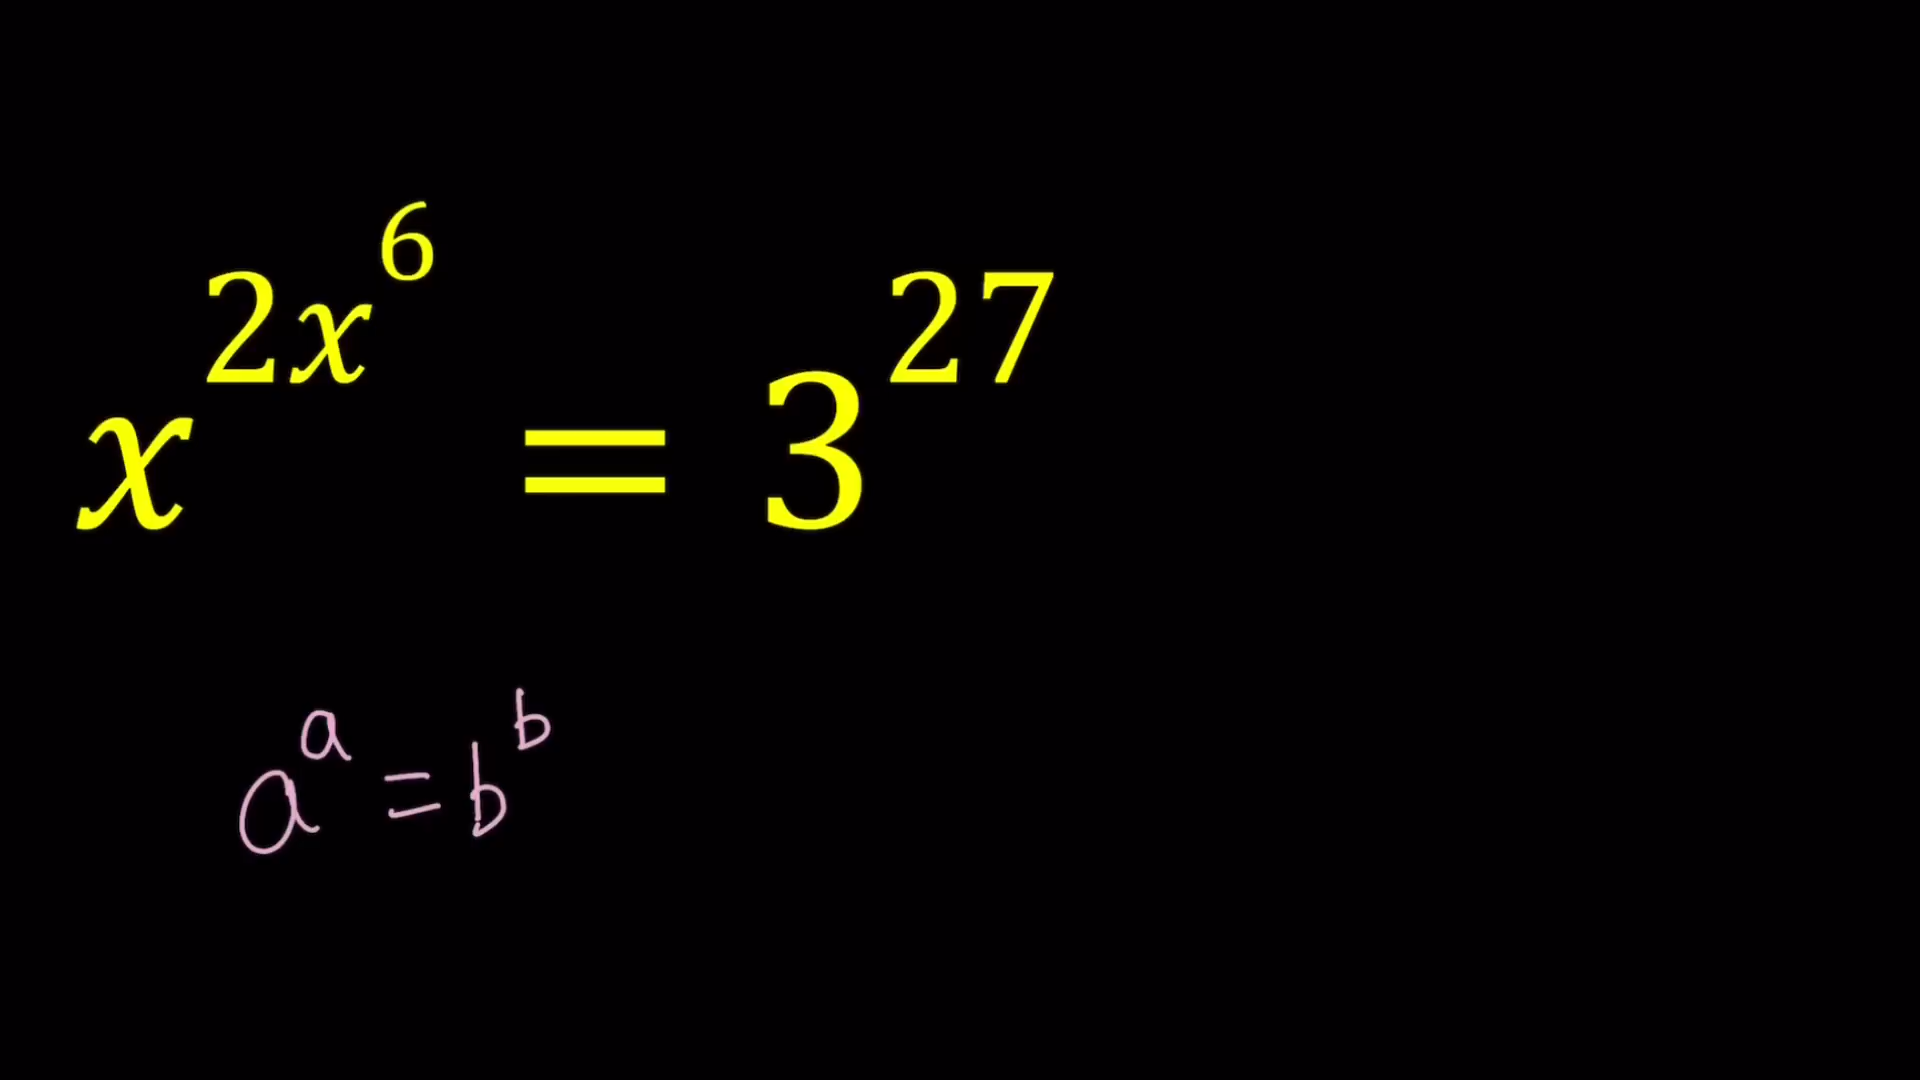 x^{2x^6} = 3^{27}
a^a = b^b